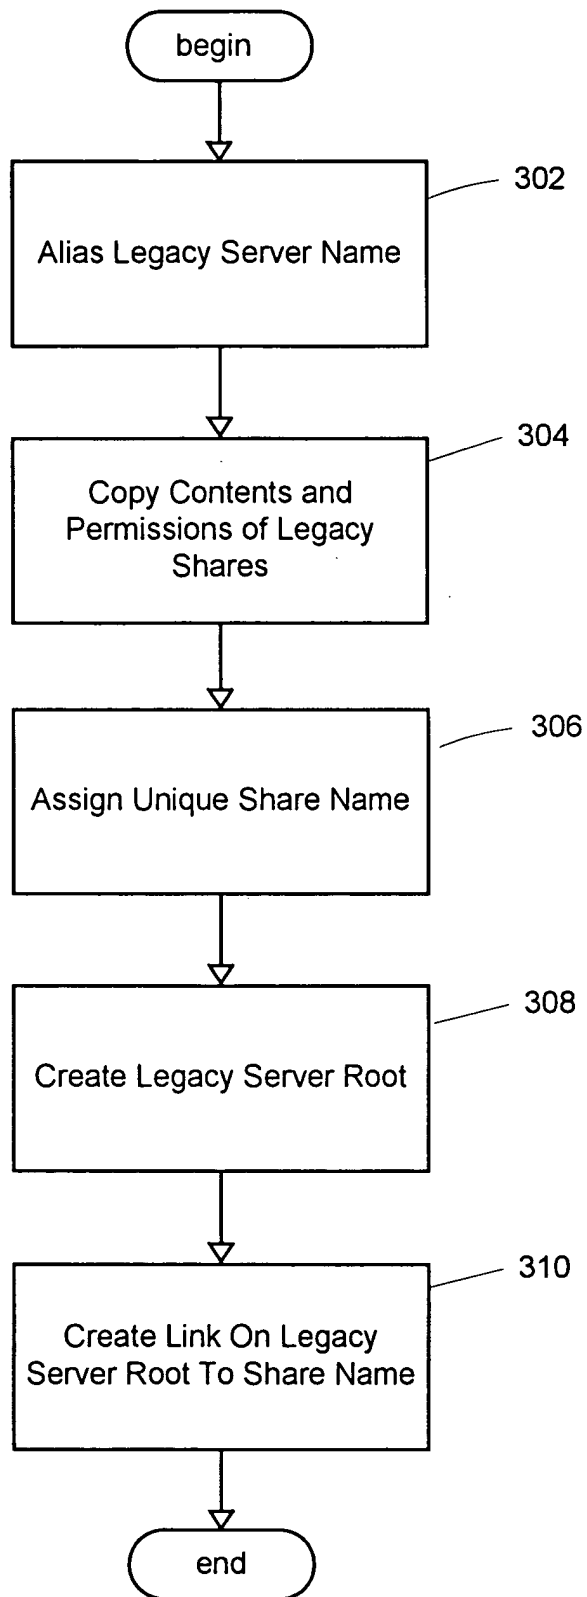 begin
302
Alias Legacy Server Name
304
Copy Contents and
Permissions of Legacy
Shares
306
Assign Unique Share Name
308
Create Legacy Server Root
310
Create Link On Legacy
Server Root To Share Name
end